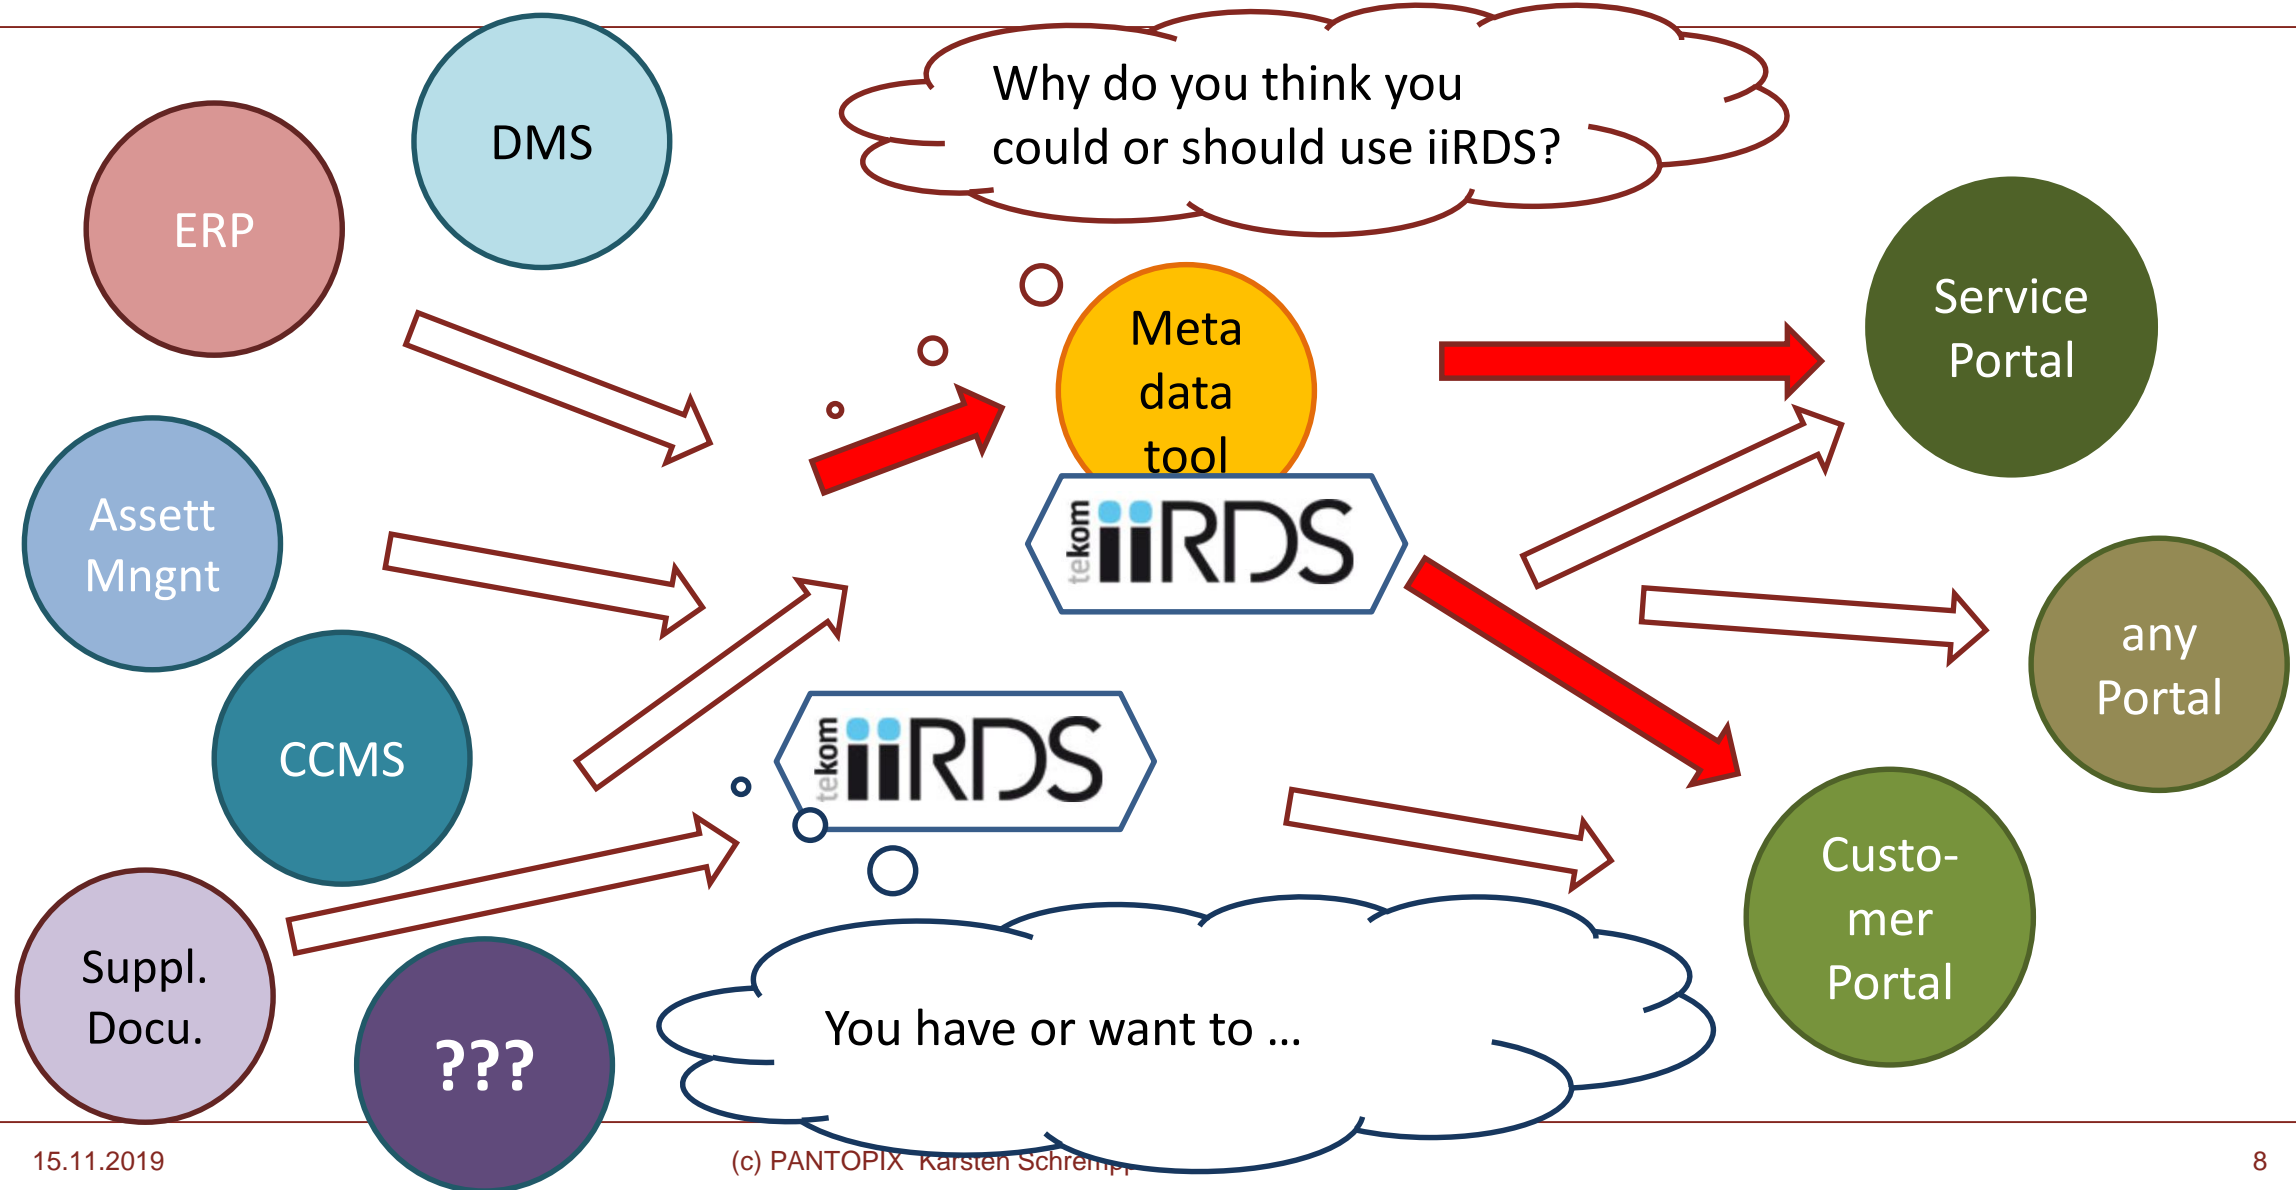 Why do you think you
could or should use iiRDS?
DMS
ERP
Meta
data
tool
Service
Portal
Assett
Mngnt
tekom iiRDS
any
Portal
CCMS
tekom iiRDS
Custo-
mer
Portal
Suppl.
Docu.
You have or want to ...
???
15.11.2019
(c) PANTOPIX Karsten Schrempp
8